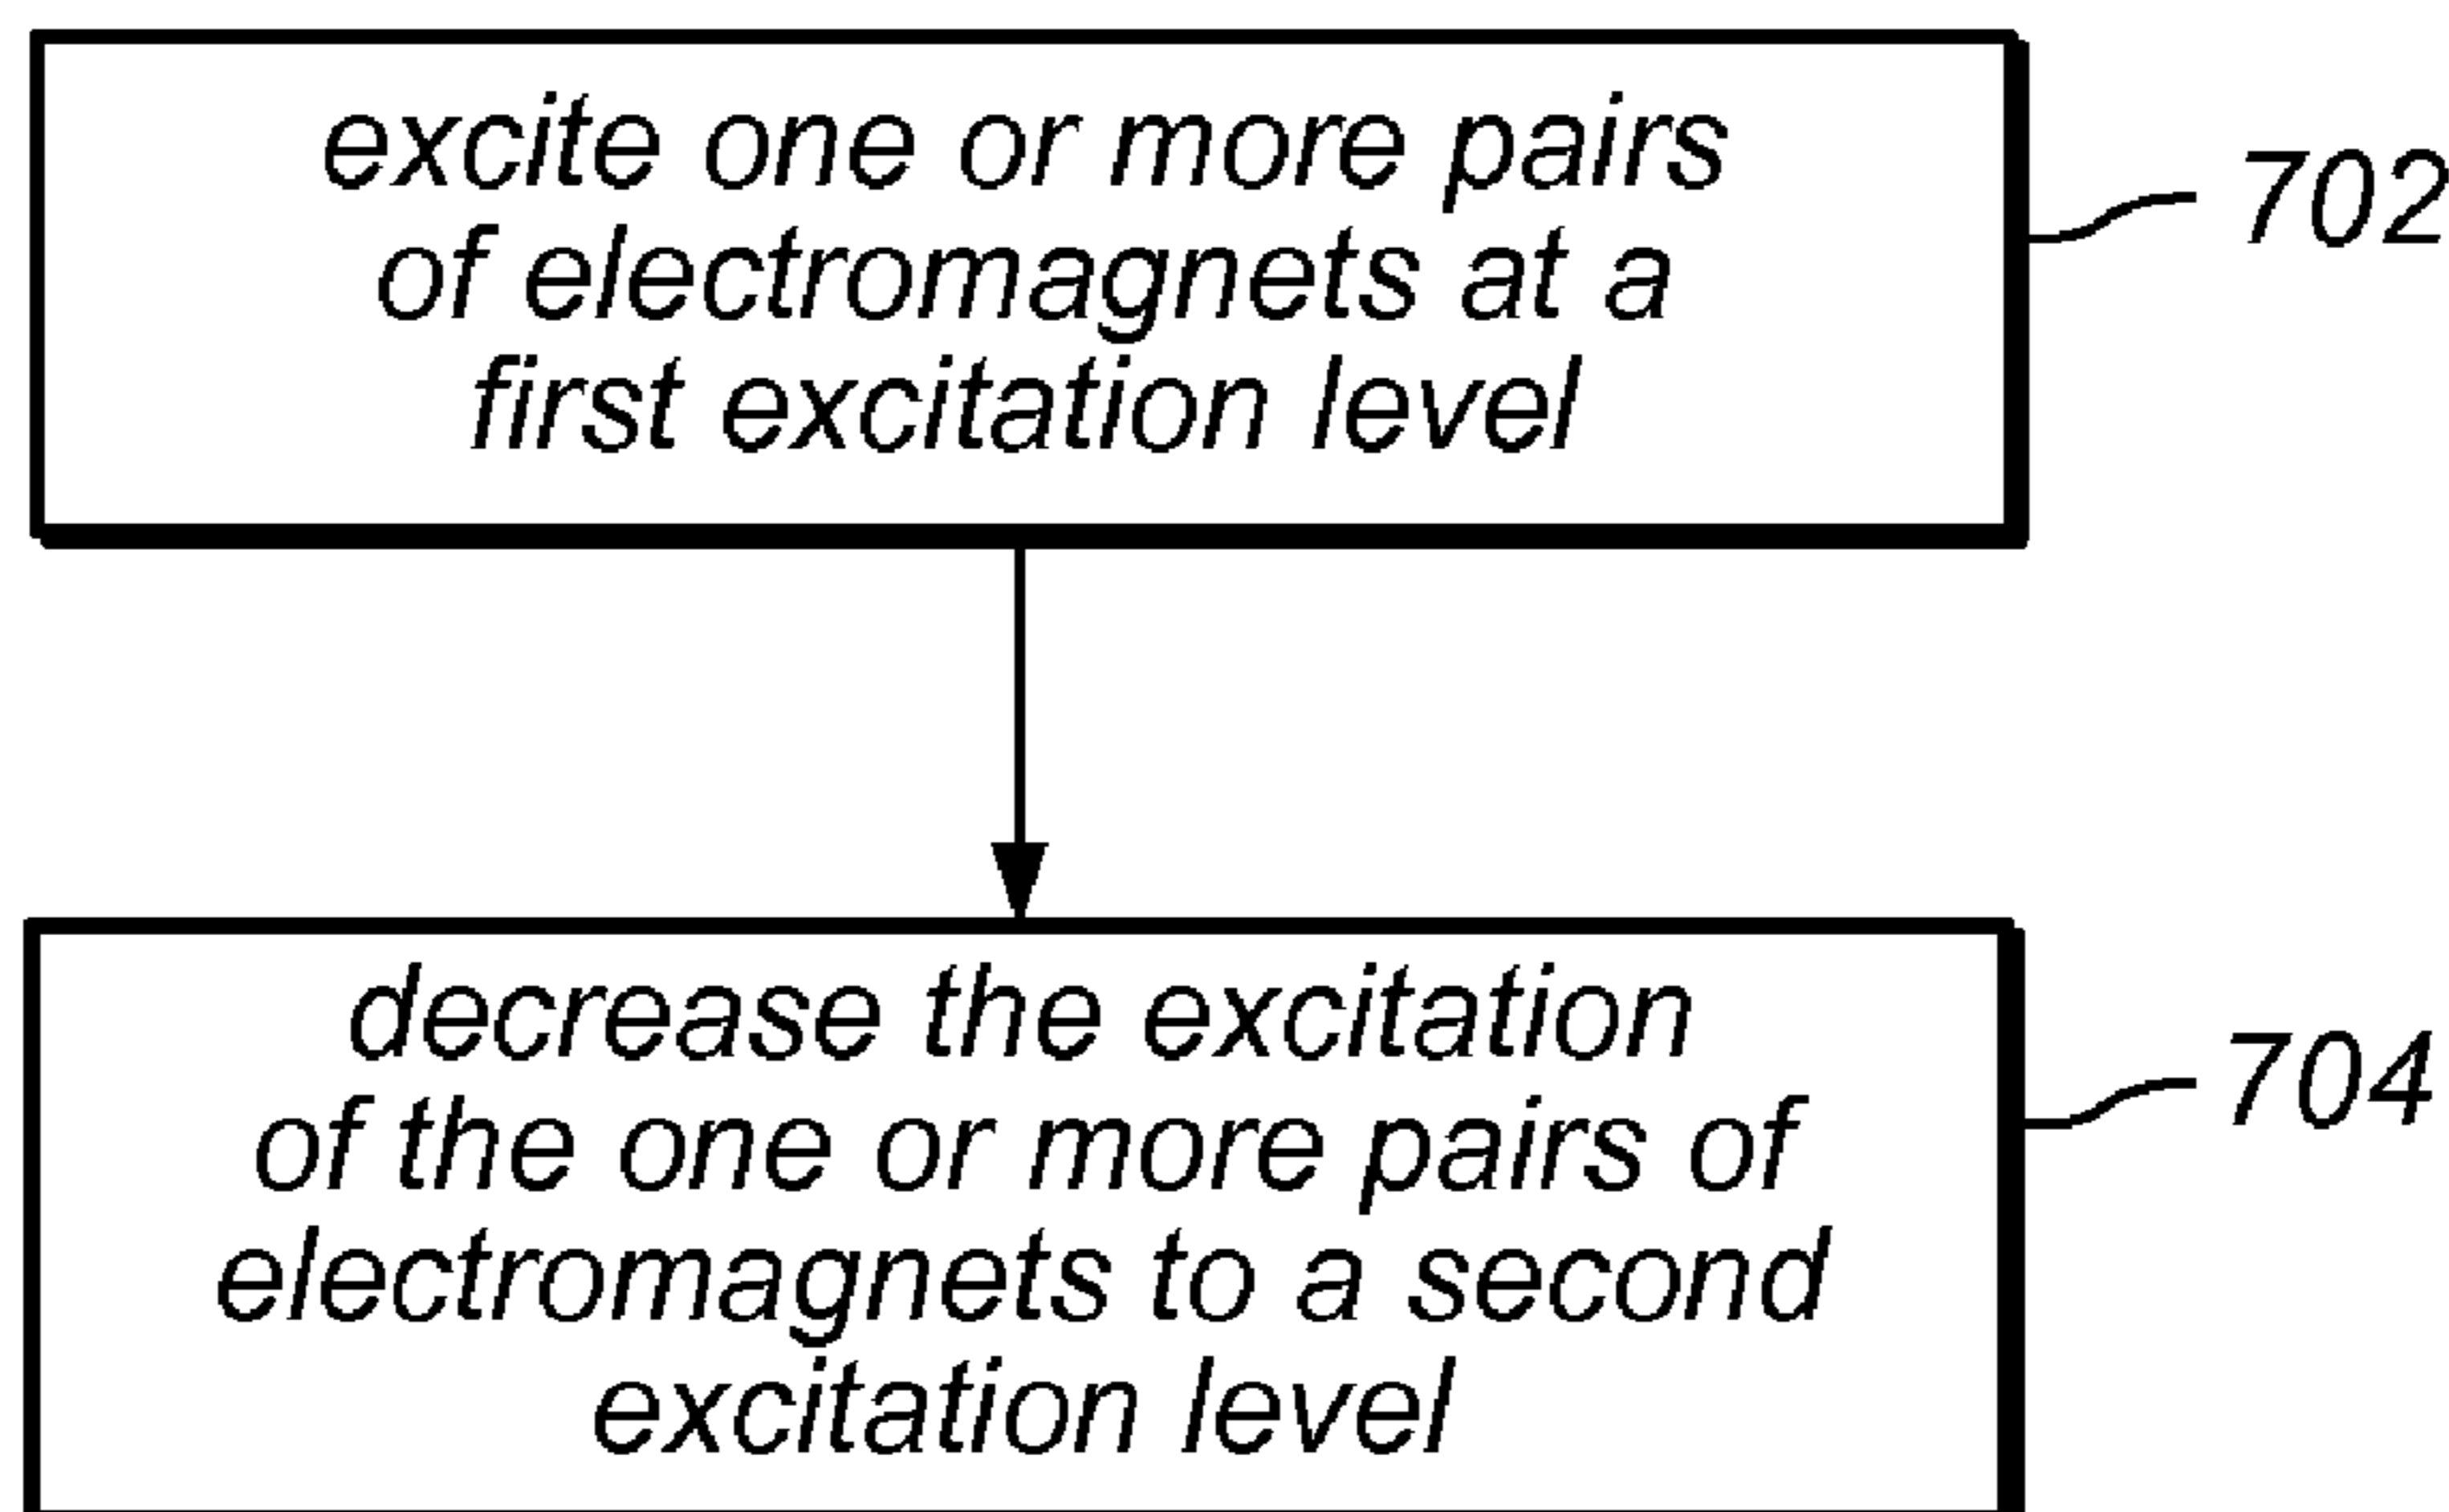 excite one or more pairs
of electromagnets at a
first excitation level
702
decrease the excitation
of the one or more pairs of
electromagnets to a second
excitation level
704